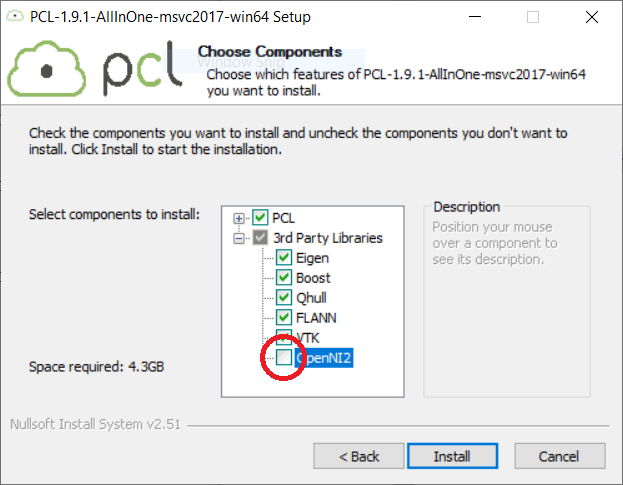 PCL-1.9.1-AllInOne-msvc2017-win64 Setup
pcl
Choose Components
Window Snip
Choose which features of PCL-1.9.1-AllInOne-msvc2017-win64
you want to install.
Check the components you want to install and uncheck the components you don't want to
install. Click Install to start the installation.
Select components to install:
PCL
3rd Party Libraries
Eigen
Boost
Qhull
FLANN
VTK
OpenNI2
Description
Position your mouse
over a component to
see its description.
Space required: 4.3GB
Nullsoft Install System v2.51
< Back
Install
Cancel